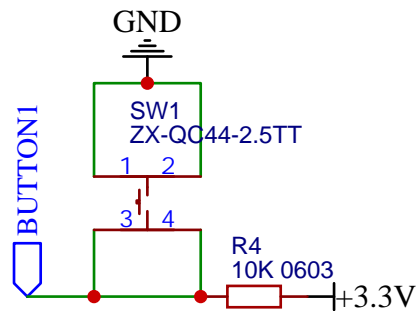 GND
SW1
ZX-QC44-2.5TT
1 2
BUTTON1
3 4
R4
10K 0603
+3.3V